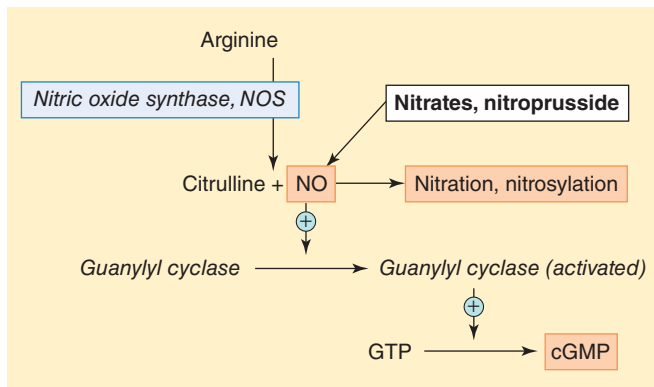 Arginine
Nitric oxide synthase, NOS
Nitrates, nitroprusside
Citrulline + NO
Nitration, nitrosylation
+
Guanylyl cyclase
Guanylyl cyclase (activated)
+
GTP
cGMP